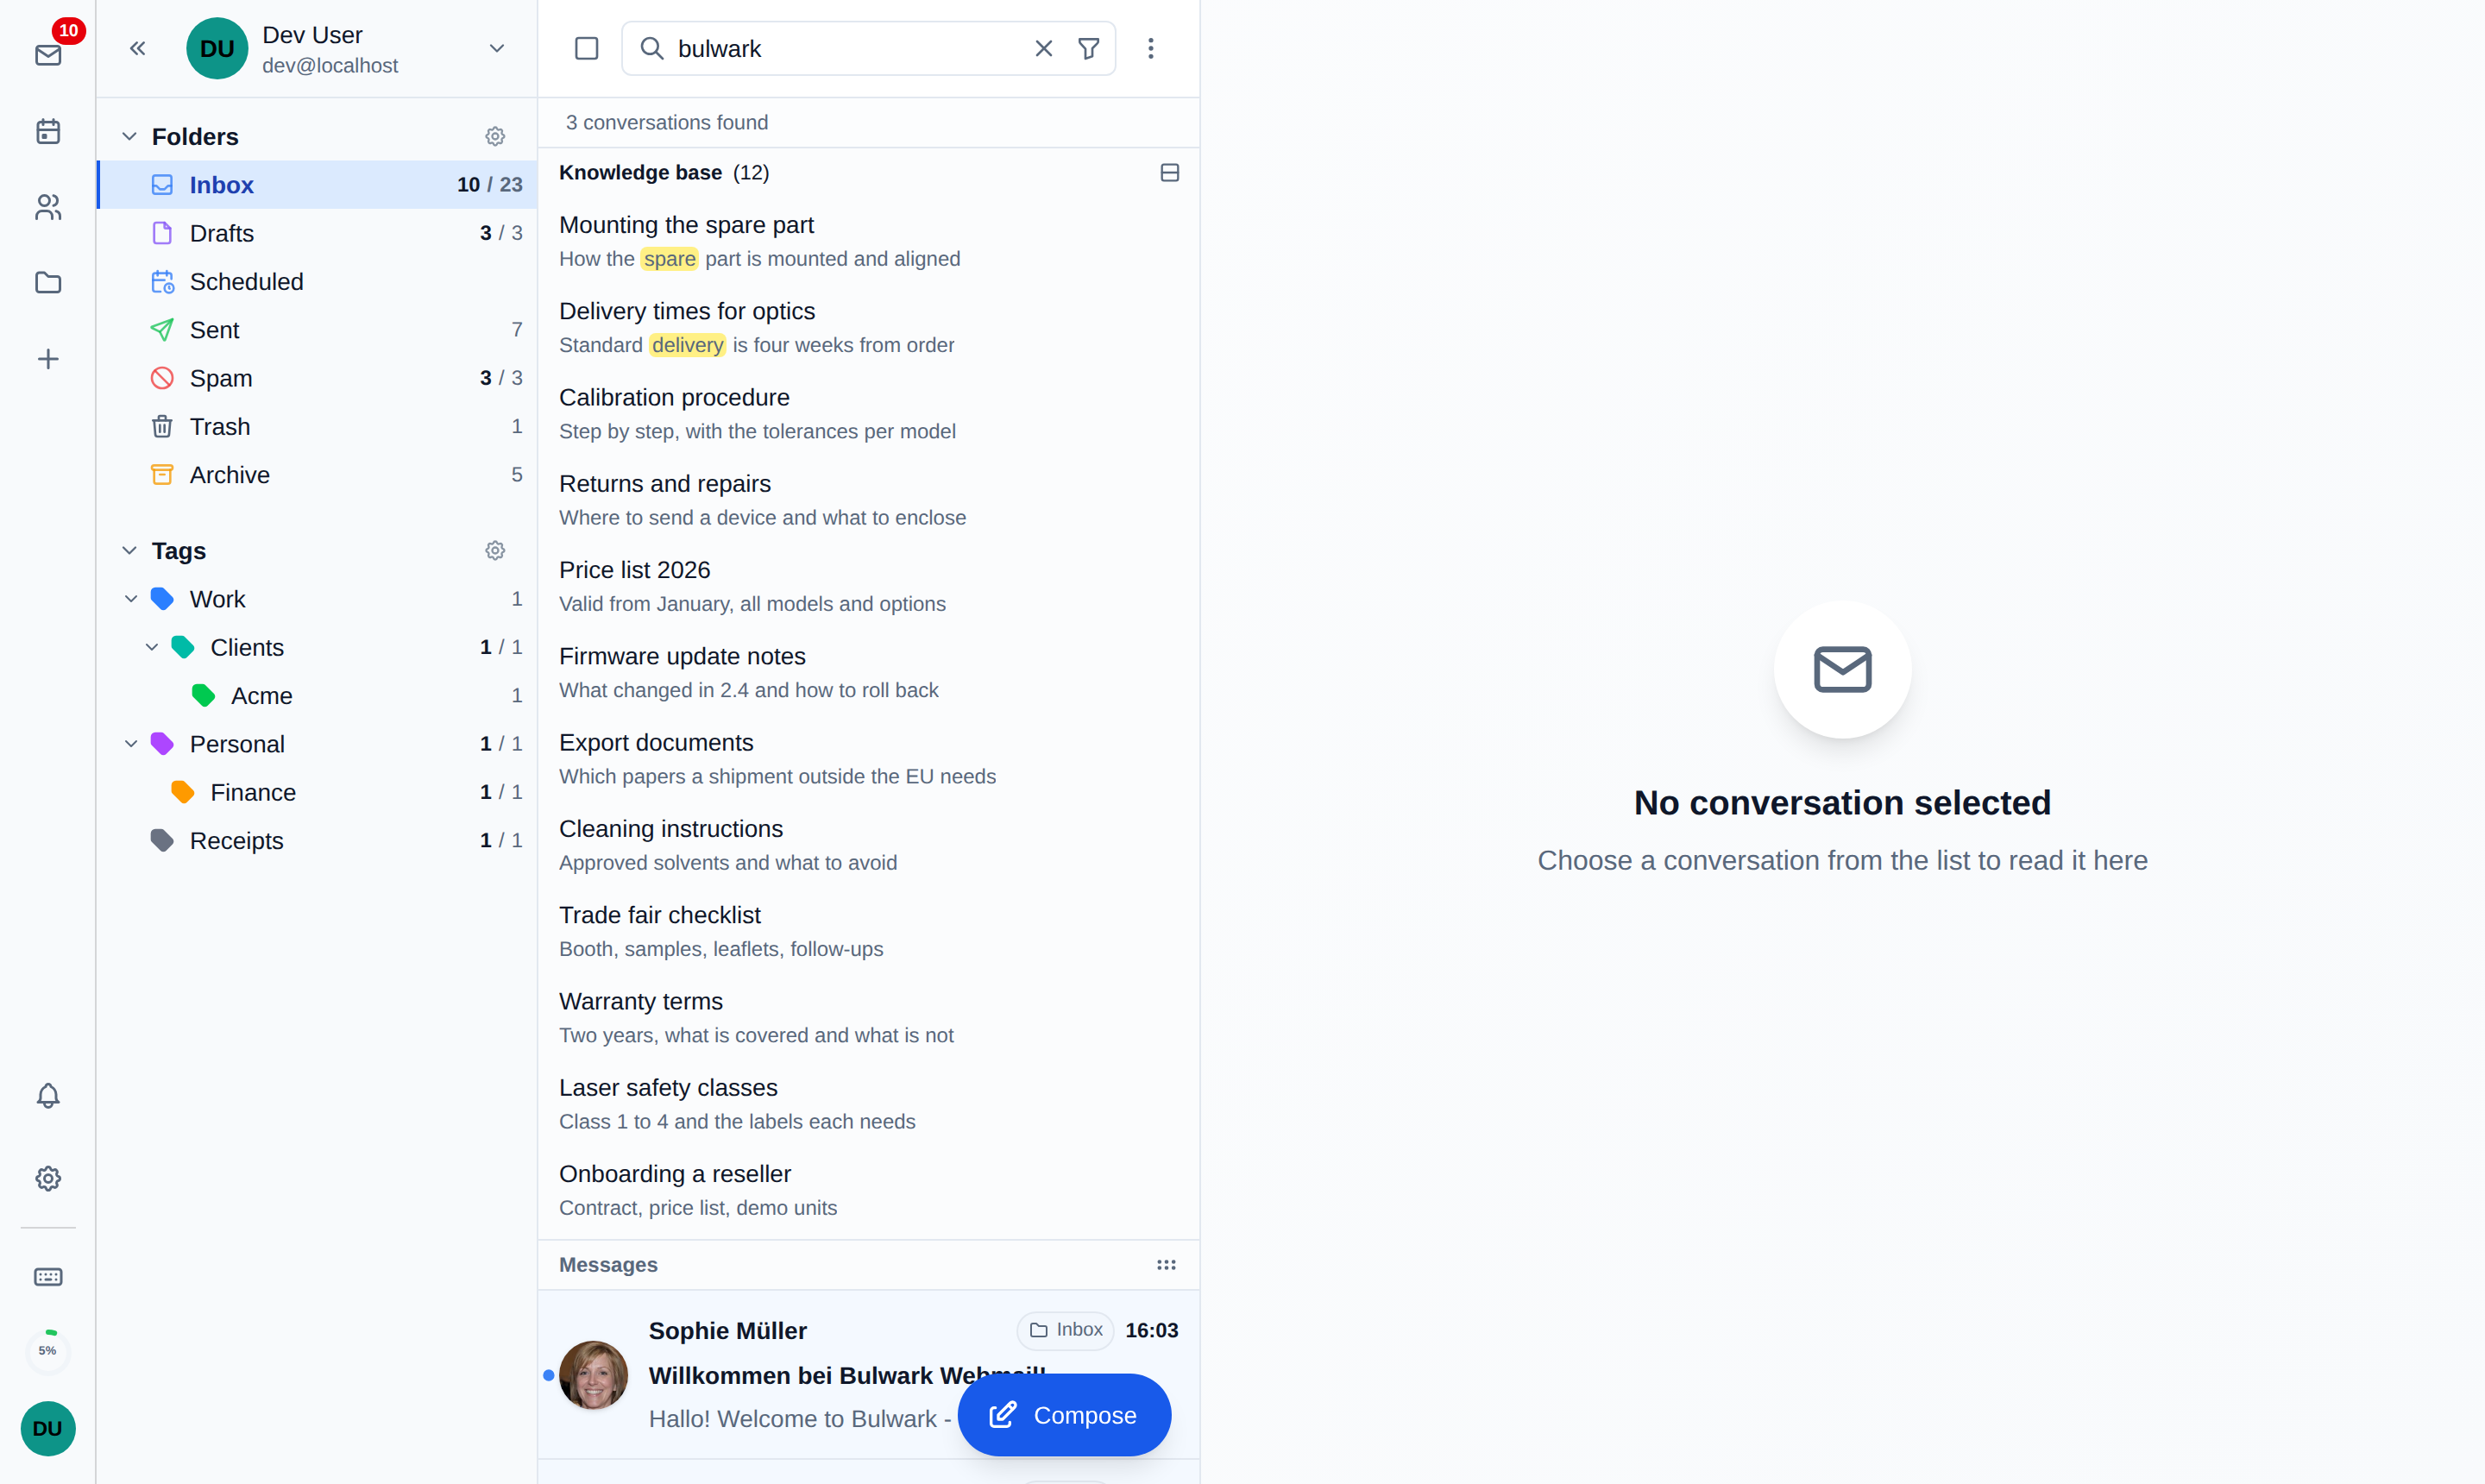 10
DU
Dev User
dev@localhost
bulwark
3 conversations found
Folders
Inbox 10 / 23
Drafts 3 / 3
Scheduled
Sent 7
Spam 3 / 3
Trash 1
Archive 5
Tags
Work 1
Clients 1 / 1
Acme 1
Personal 1 / 1
Finance 1 / 1
Receipts 1 / 1
5%
DU
Knowledge base (12)
Mounting the spare part
How the spare part is mounted and aligned
Delivery times for optics
Standard delivery is four weeks from order
Calibration procedure
Step by step, with the tolerances per model
Returns and repairs
Where to send a device and what to enclose
Price list 2026
Valid from January, all models and options
Firmware update notes
What changed in 2.4 and how to roll back
Export documents
Which papers a shipment outside the EU needs
Cleaning instructions
Approved solvents and what to avoid
Trade fair checklist
Booth, samples, leaflets, follow-ups
Warranty terms
Two years, what is covered and what is not
Laser safety classes
Class 1 to 4 and the labels each needs
Onboarding a reseller
Contract, price list, demo units
Messages
Sophie Müller Inbox 16:03
Willkommen bei Bulwark Webmail!
Hallo! Welcome to Bulwark -
Compose
No conversation selected
Choose a conversation from the list to read it here